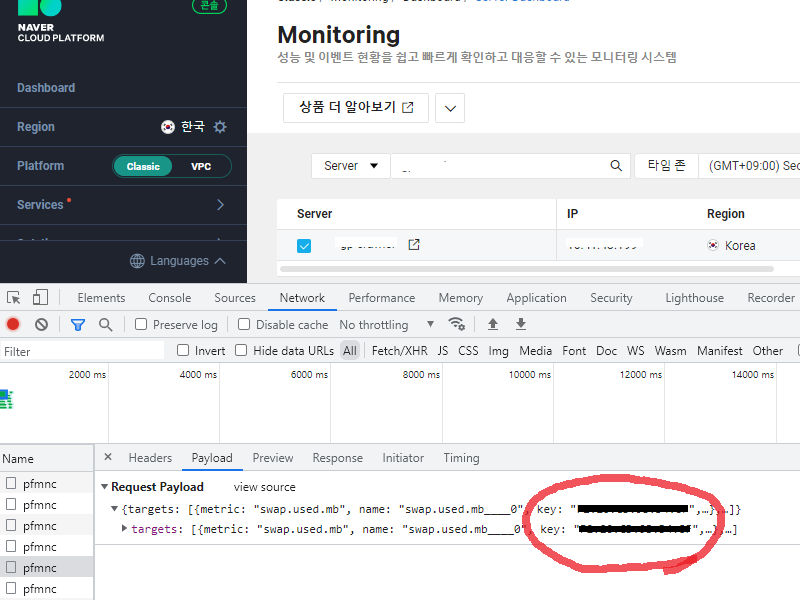 NAVER
CLOUD PLATFORM
콘솔
Dashboard
Region 한국
Platform Classic VPC
Services
Languages
Monitoring
성능 및 이벤트 현황을 쉽고 빠르게 확인하고 대응할 수 있는 모니터링 시스템
상품 더 알아보기
Server 타임 존 (GMT+09:00)
Server IP Region
Korea
Elements Console Sources Network Performance Memory Application Security Lighthouse Recorder
Preserve log Disable cache No throttling
Filter Invert Hide data URLs All Fetch/XHR JS CSS Img Media Font Doc WS Wasm Manifest Other
2000 ms 4000 ms 6000 ms 8000 ms 10000 ms 12000 ms 14000 ms
Name × Headers Payload Preview Response Initiator Timing
pfmnc
pfmnc
pfmnc
pfmnc
pfmnc
pfmnc
Request Payload view source
{targets: [{metric: "swap.used.mb", name: "swap.used.mb____0", key: "",…},…]}
targets: [{metric: "swap.used.mb", name: "swap.used.mb____0", key: "",…},…]